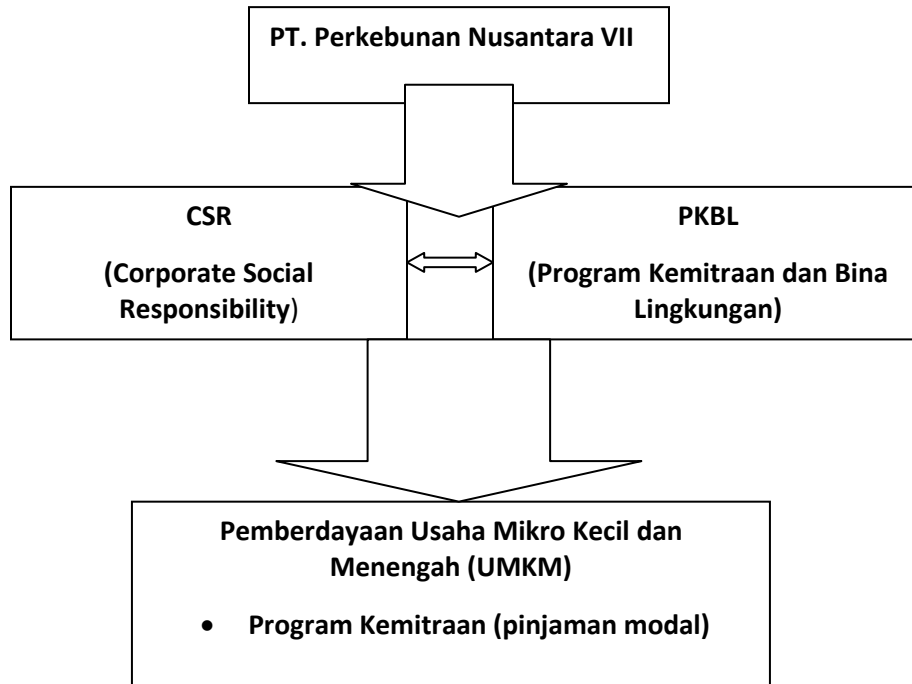 PT. Perkebunan Nusantara VII
CSR
(Corporate Social
Responsibility)
PKBL
(Program Kemitraan dan Bina
Lingkungan)
Pemberdayaan Usaha Mikro Kecil dan
Menengah (UMKM)
• Program Kemitraan (pinjaman modal)